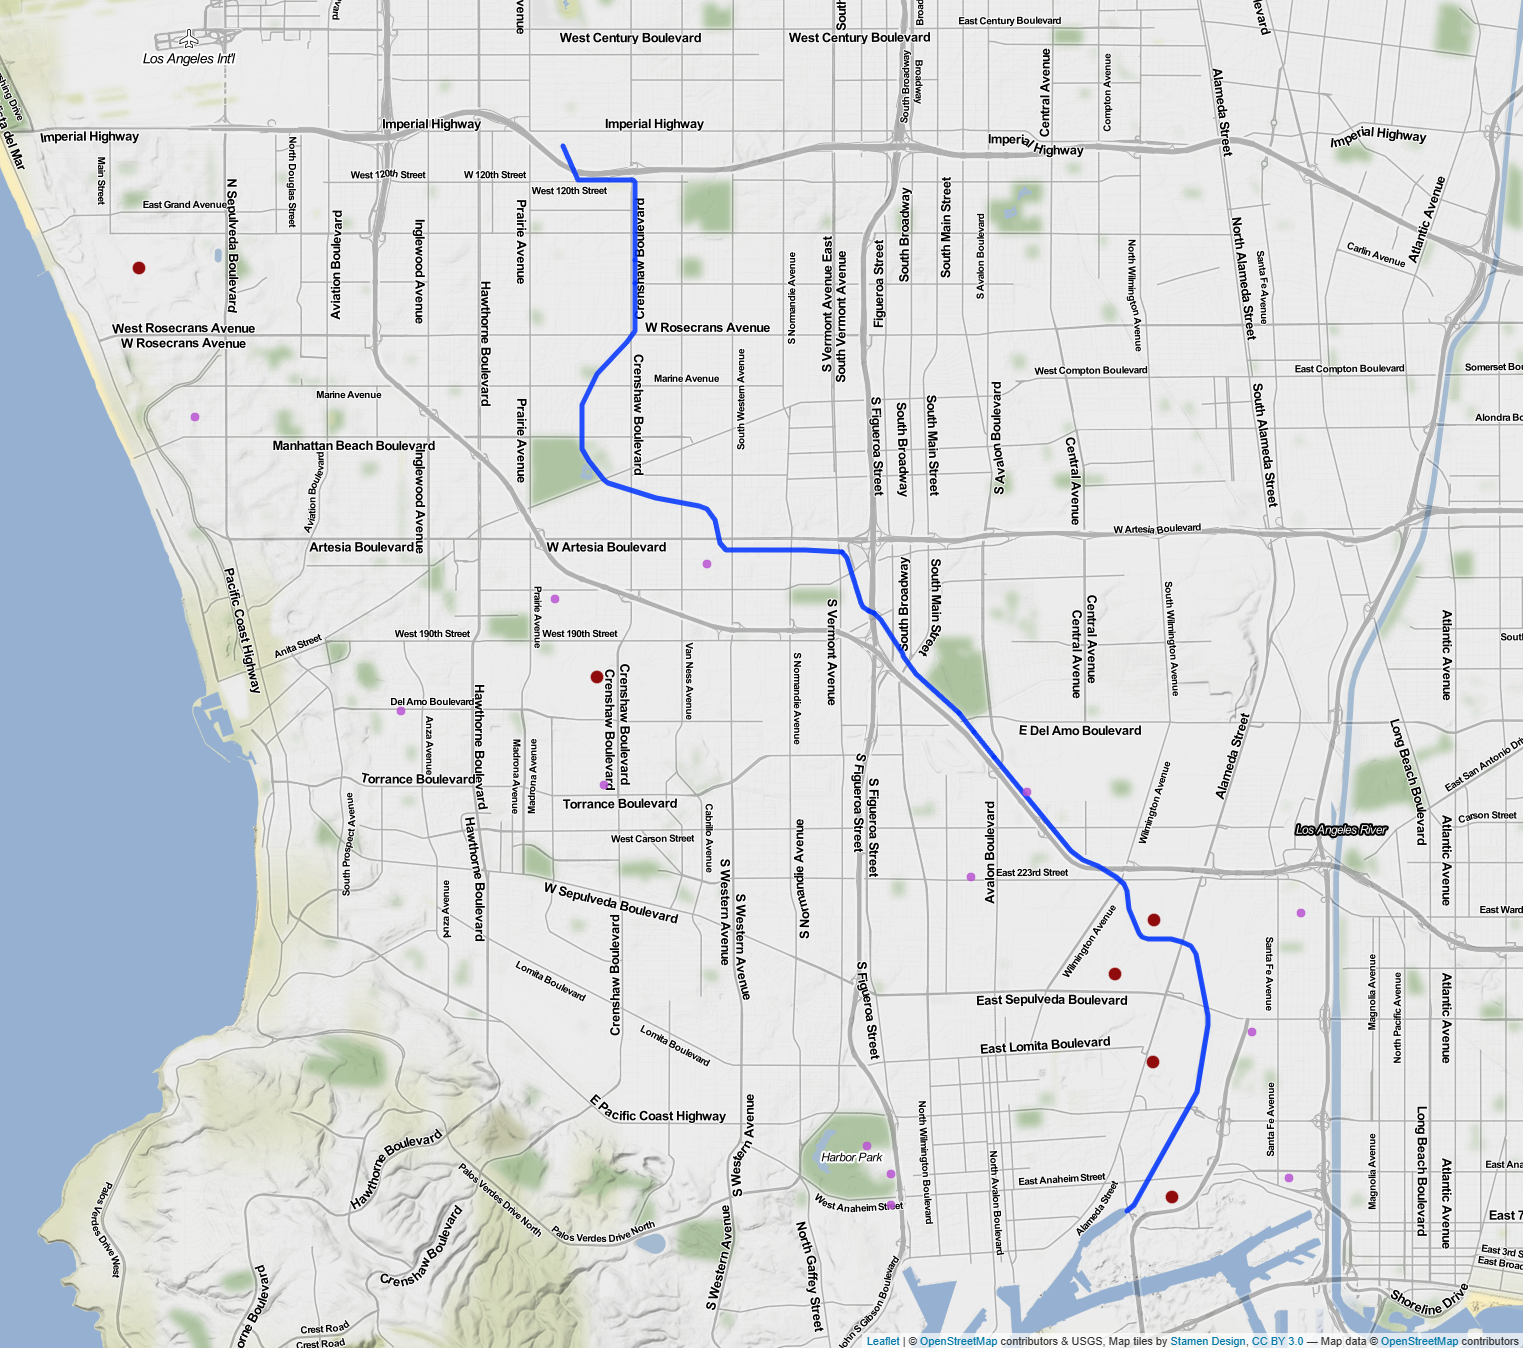 West Century Boulevard
West Century Boulevard
East Century Boulevard
South Broadway
Broadway
Central Avenue
Compton Avenue
Alameda Street
Los Angeles Int'l
Imperial Highway
Imperial Highway
Imperial Highway
Imperial Highway
Imperial Highway
Main Street
North Douglas Street
West 120th Street
W 120th Street
West 120th Street
East Grand Avenue
N Sepulveda Boulevard
Aviation Boulevard
Inglewood Avenue
Prairie Avenue
Hawthorne Boulevard
Crenshaw Boulevard
S Normandie Avenue
S Vermont Avenue East
South Vermont Avenue
Figueroa Street
South Broadway
South Main Street
S Avalon Boulevard
North Wilmington Avenue
North Alameda Street
Santa Fe Avenue
Carlin Avenue
Atlantic Avenue
West Rosecrans Avenue
W Rosecrans Avenue
W Rosecrans Avenue
Marine Avenue
Marine Avenue
South Western Avenue
Crenshaw Boulevard
Prairie Avenue
West Compton Boulevard
East Compton Boulevard
Somerset Bou
Alondra Bo
Manhattan Beach Boulevard
Aviation Boulevard
Inglewood Avenue
S Figueroa Street
South Broadway
South Main Street
S Avalon Boulevard
Central Avenue
South Alameda Street
Artesia Boulevard
W Artesia Boulevard
W Artesia Boulevard
Pacific Coast Highway
Prairie Avenue
S Vermont Avenue
South Broadway
South Main Street
Central Avenue
Central Avenue
South Wilmington Avenue
Atlantic Avenue
Anita Street
West 190th Street
West 190th Street
Van Ness Avenue
S Normandie Avenue
Del Amo Boulevard
Anza Avenue
Hawthorne Boulevard
Madrona Avenue
Madrona Avenue
Crenshaw Boulevard
Crenshaw Boulevard
E Del Amo Boulevard
Alameda Street
Wilmington Avenue
Long Beach Boulevard
East San Antonio Dri
Torrance Boulevard
Torrance Boulevard
South Prospect Avenue
Hawthorne Boulevard
West Carson Street
Cabrillo Avenue
S Figueroa Street
S Figueroa Street
S Normandie Avenue
Avalon Boulevard
Los Angeles River
Carson Street
Atlantic Avenue
East 223rd Street
W Sepulveda Boulevard
Anza Avenue
S Western Avenue
S Western Avenue
Crenshaw Boulevard
East Ward
Wilmington Avenue
Santa Fe Avenue
Magnolia Avenue
North Pacific Avenue
Atlantic Avenue
Lomita Boulevard
Lomita Boulevard
S Figueroa Street
East Sepulveda Boulevard
East Lomita Boulevard
E Pacific Coast Highway
Hawthorne Boulevard
S Western Avenue
Harbor Park
North Wilmington Boulevard
North Avalon Boulevard
Santa Fe Avenue
Magnolia Avenue
Long Beach Boulevard
Atlantic Avenue
East Ana
East Anaheim Street
Alameda Street
West Anaheim Street
Palos Verdes Drive North
Palos Verdes Drive North
Palos Verdes Drive West
Crenshaw Boulevard
S Western Avenue
North Gaffey Street
John S Gibson Boulevard
East 7
East 3rd S
East Broad
Shoreline Drive
orne Boulevard
Crest Road
Crest Road
Leaflet | © OpenStreetMap contributors & USGS, Map tiles by Stamen Design, CC BY 3.0 — Map data © OpenStreetMap contributors